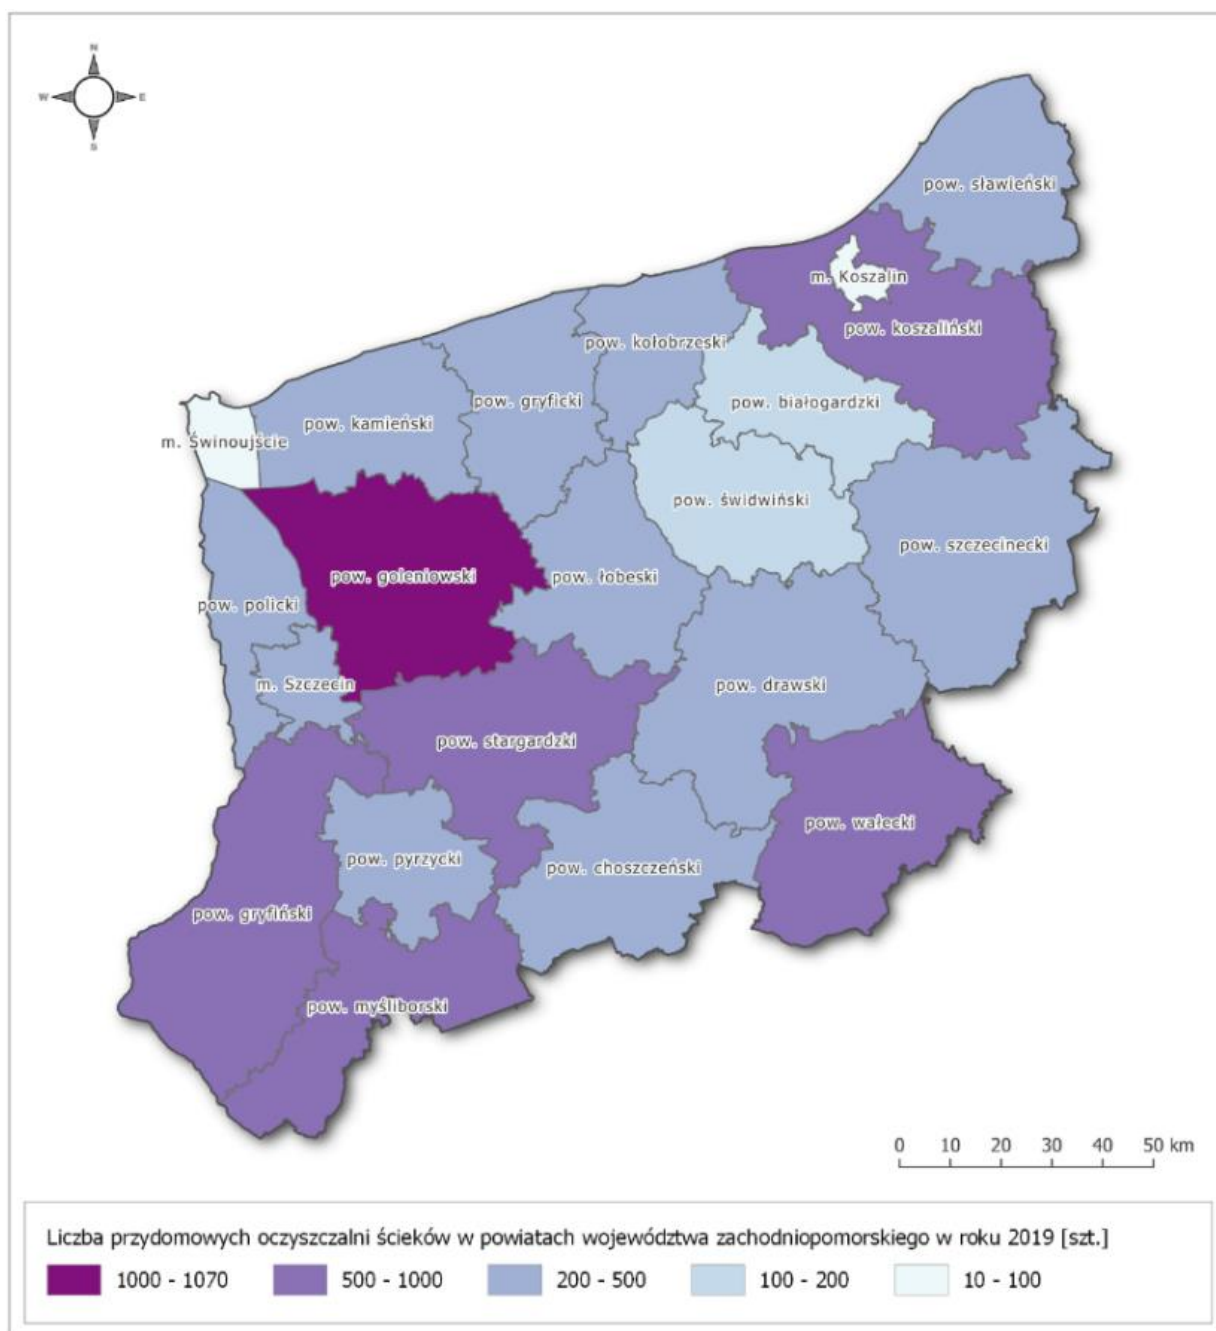 N
W E
S
pow. sławieński
m. Koszalin
pow. koszaliński
pow. kołobrzeski
pow. gryficki
pow. białogardzki
pow. kamieński
m. Świnoujście
pow. świdwiński
pow. szczecinecki
pow. goleniowski
pow. łobeski
pow. policki
m. Szczecin
pow. drawski
pow. stargardzki
pow. wałecki
pow. pyrzycki
pow. choszczeński
pow. gryfiński
pow. myśliborski
0 10 20 30 40 50 km
Liczba przydomowych oczyszczalni ścieków w powiatach województwa zachodniopomorskiego w roku 2019 [szt.]
1000 - 1070 500 - 1000 200 - 500 100 - 200 10 - 100